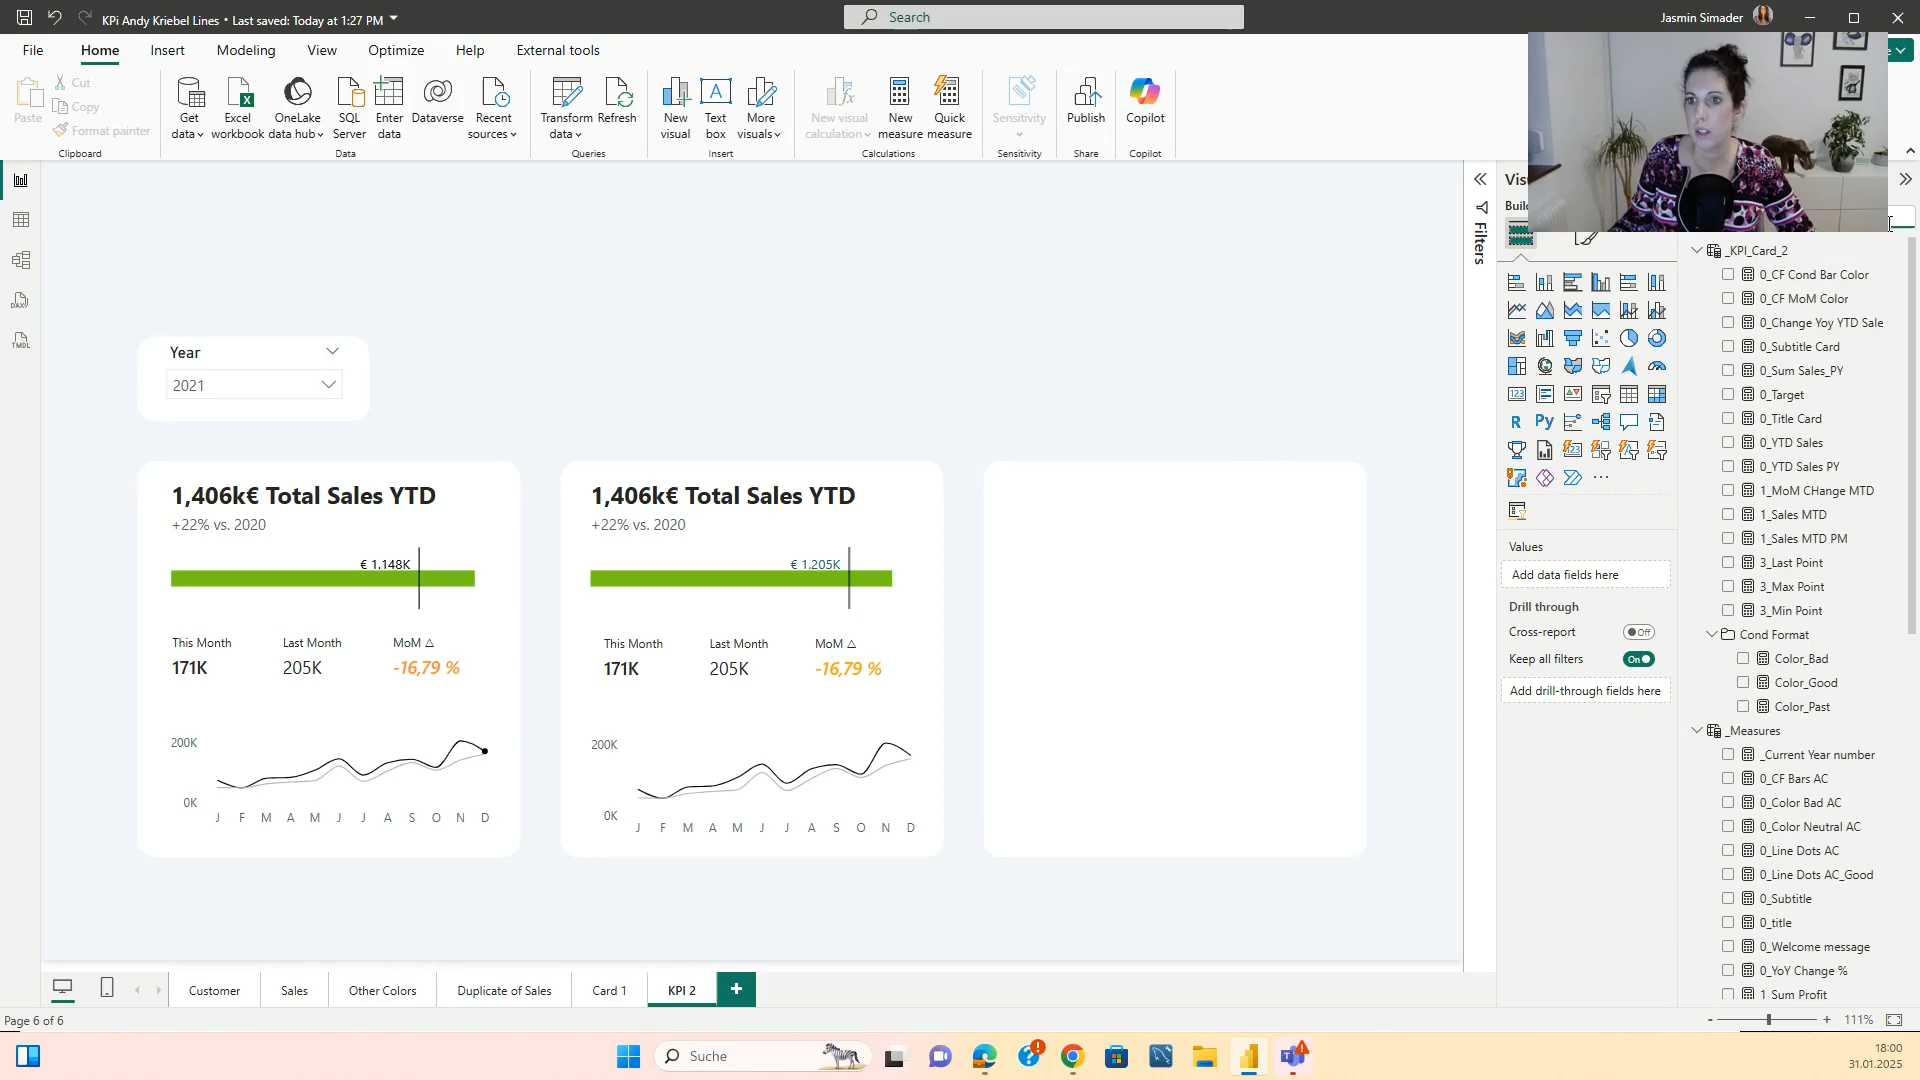 KPi Andy Kriebel Lines • Last saved: Today at 1:27 PM
Search
Jasmin Simader
File
Home
Insert
Modeling
View
Optimize
Help
External tools
Paste
Cut
Copy
Format painter
Clipboard
Get data
Excel workbook
OneLake data hub
SQL Server
Enter data
Dataverse
Recent sources
Data
Transform data
Refresh
Queries
New visual
Text box
More visuals
Insert
New visual calculation
New measure
Quick measure
Calculations
Sensitivity
Sensitivity
Publish
Share
Copilot
Copilot
DAX
TMDL
Year
2021
1,406k€ Total Sales YTD
+22% vs. 2020
€ 1.148K
This Month
Last Month
MoM △
171K
205K
-16,79 %
200K
0K
J F M A M J J A S O N D
1,406k€ Total Sales YTD
+22% vs. 2020
€ 1.205K
This Month
Last Month
MoM △
171K
205K
-16,79 %
200K
0K
J F M A M J J A S O N D
Filters
R
Py
123
Values
Add data fields here
Drill through
Cross-report
Off
Keep all filters
On
Add drill-through fields here
_KPI_Card_2
0_CF Cond Bar Color
0_CF MoM Color
0_Change Yoy YTD Sale
0_Subtitle Card
0_Sum Sales_PY
0_Target
0_Title Card
0_YTD Sales
0_YTD Sales PY
1_MoM CHange MTD
1_Sales MTD
1_Sales MTD PM
3_Last Point
3_Max Point
3_Min Point
Cond Format
Color_Bad
Color_Good
Color_Past
_Measures
_Current Year number
0_CF Bars AC
0_Color Bad AC
0_Color Neutral AC
0_Line Dots AC
0_Line Dots AC_Good
0_Subtitle
0_title
0_Welcome message
0_YoY Change %
1_Sum Profit
Customer
Sales
Other Colors
Duplicate of Sales
Card 1
KPI 2
Page 6 of 6
111%
Suche
18:00
31.01.2025